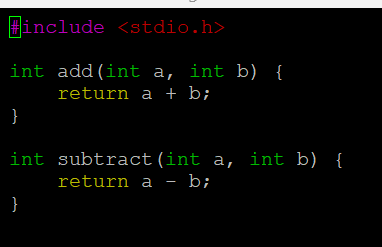 #include <stdio.h>

int add(int a, int b) {
    return a + b;
}

int subtract(int a, int b) {
    return a - b;
}